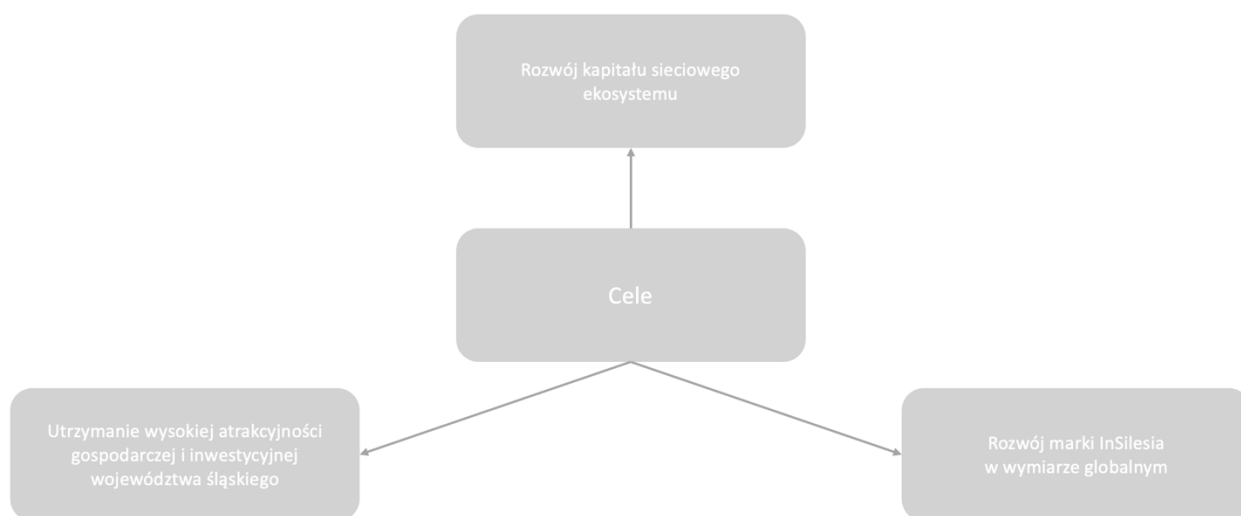 Rozwój kapitału sieciowego
ekosystemu
Cele
Utrzymanie wysokiej atrakcyjności
gospodarczej i inwestycyjnej
województwa śląskiego
Rozwój marki InSilesia
w wymiarze globalnym